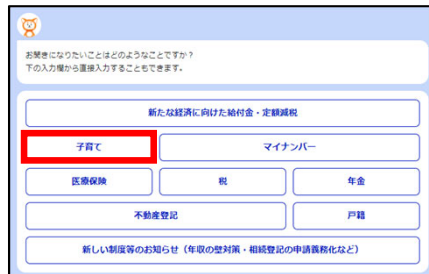 お聞きになりたいことはどのようなことですか？
下の入力欄から直接入力することもできます。
新たな経済に向けた給付金・定額減税
子育て
マイナンバー
医療保険
税
年金
不動産登記
戸籍
新しい制度等のお知らせ（年収の壁対策・相続登記の申請義務化など）